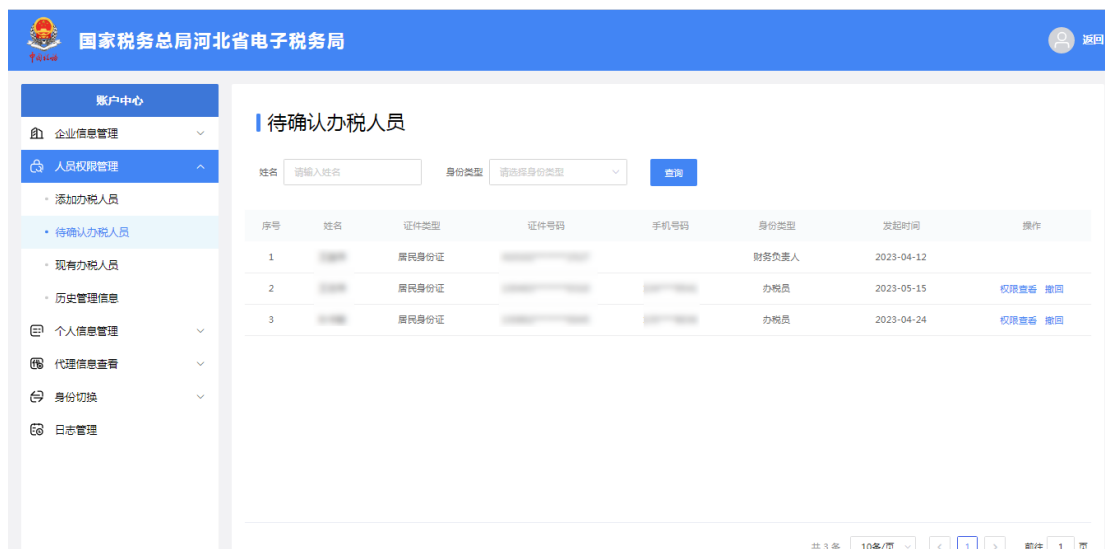 国家税务总局河北省电子税务局
返回
账户中心
企业信息管理
人员权限管理
添加办税人员
待确认办税人员
现有办税人员
历史管理信息
个人信息管理
代理信息查看
身份切换
日志管理
待确认办税人员
姓名 请输入姓名 身份类型 请选择身份类型 查询
序号 姓名 证件类型 证件号码 手机号码 身份类型 发起时间 操作
1 居民身份证 财务负责人 2023-04-12
2 居民身份证 办税员 2023-05-15 权限查看 撤回
3 居民身份证 办税员 2023-04-24 权限查看 撤回
共 3 条 10条/页 < 1 > 前往 1 页